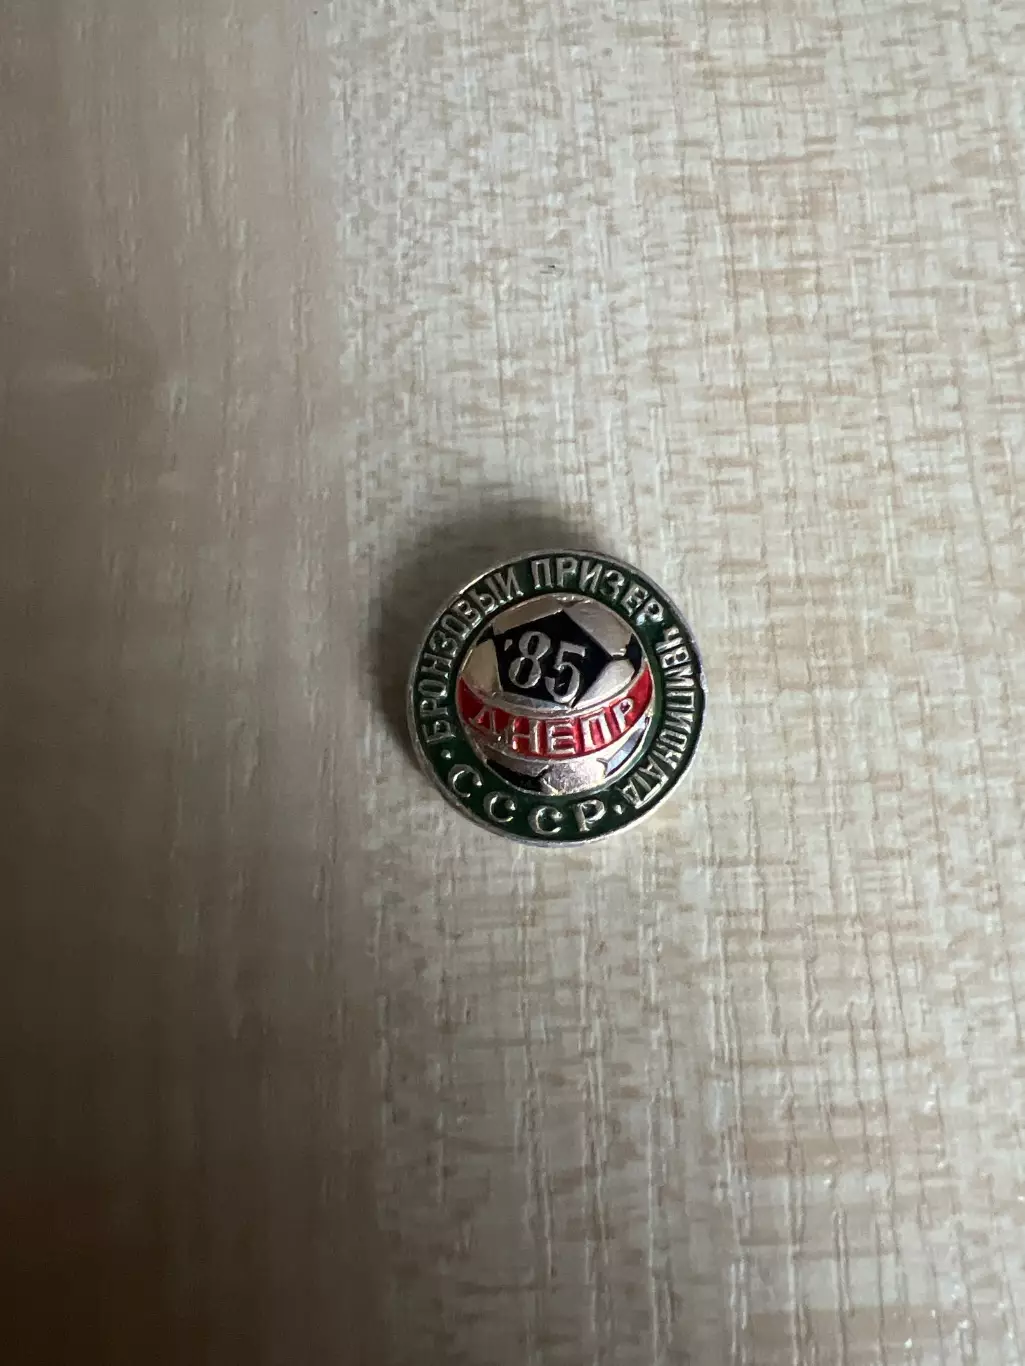 БРОНЗОВЫЙ ПРИЗЕР ЧЕМПИОНАТА
· СССР ·
'85
ДНЕПР